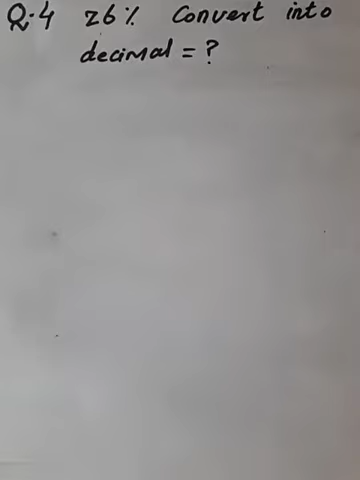 Q.4 26% Convert into
decimal = ?